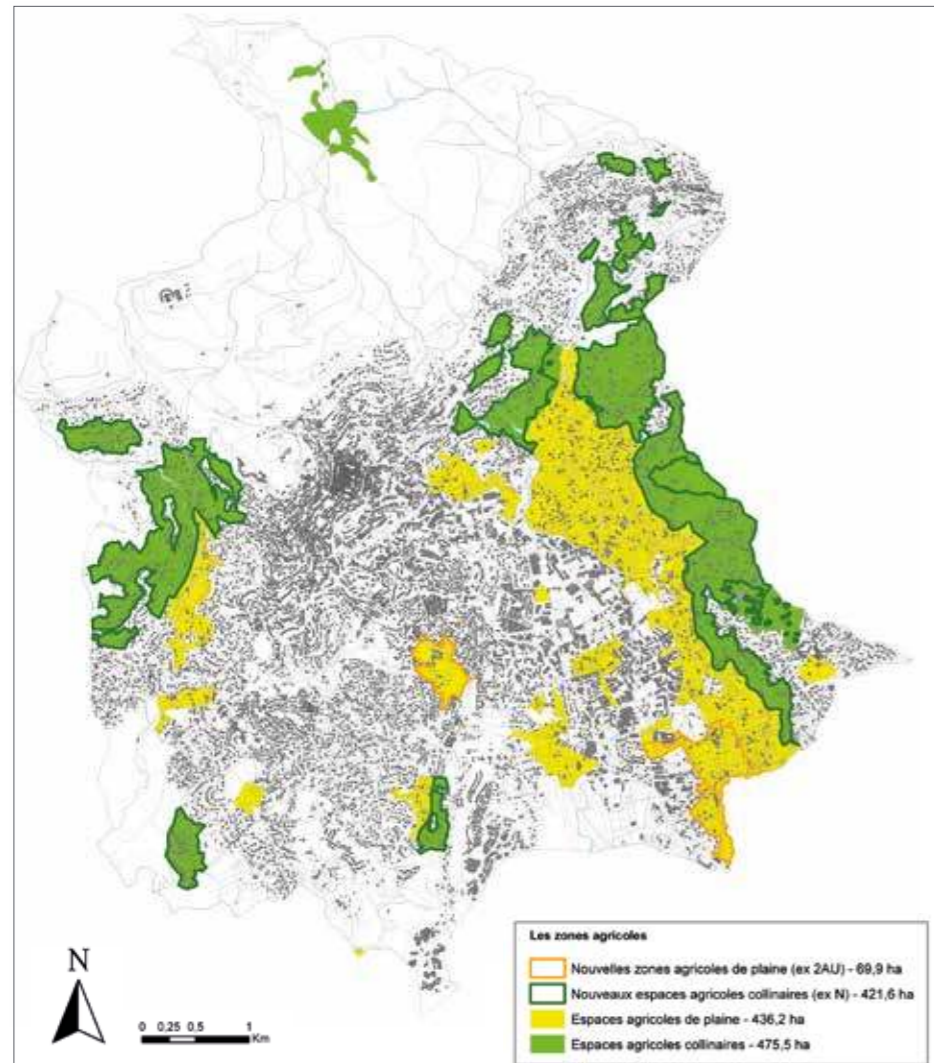 N
0 0,25 0,5 1
Km
Les zones agricoles
Nouvelles zones agricoles de plaine (ex 2AU) - 69,9 ha
Nouveaux espaces agricoles collinaires (ex N) - 421,6 ha
Espaces agricoles de plaine - 436,2 ha
Espaces agricoles collinaires - 475,5 ha